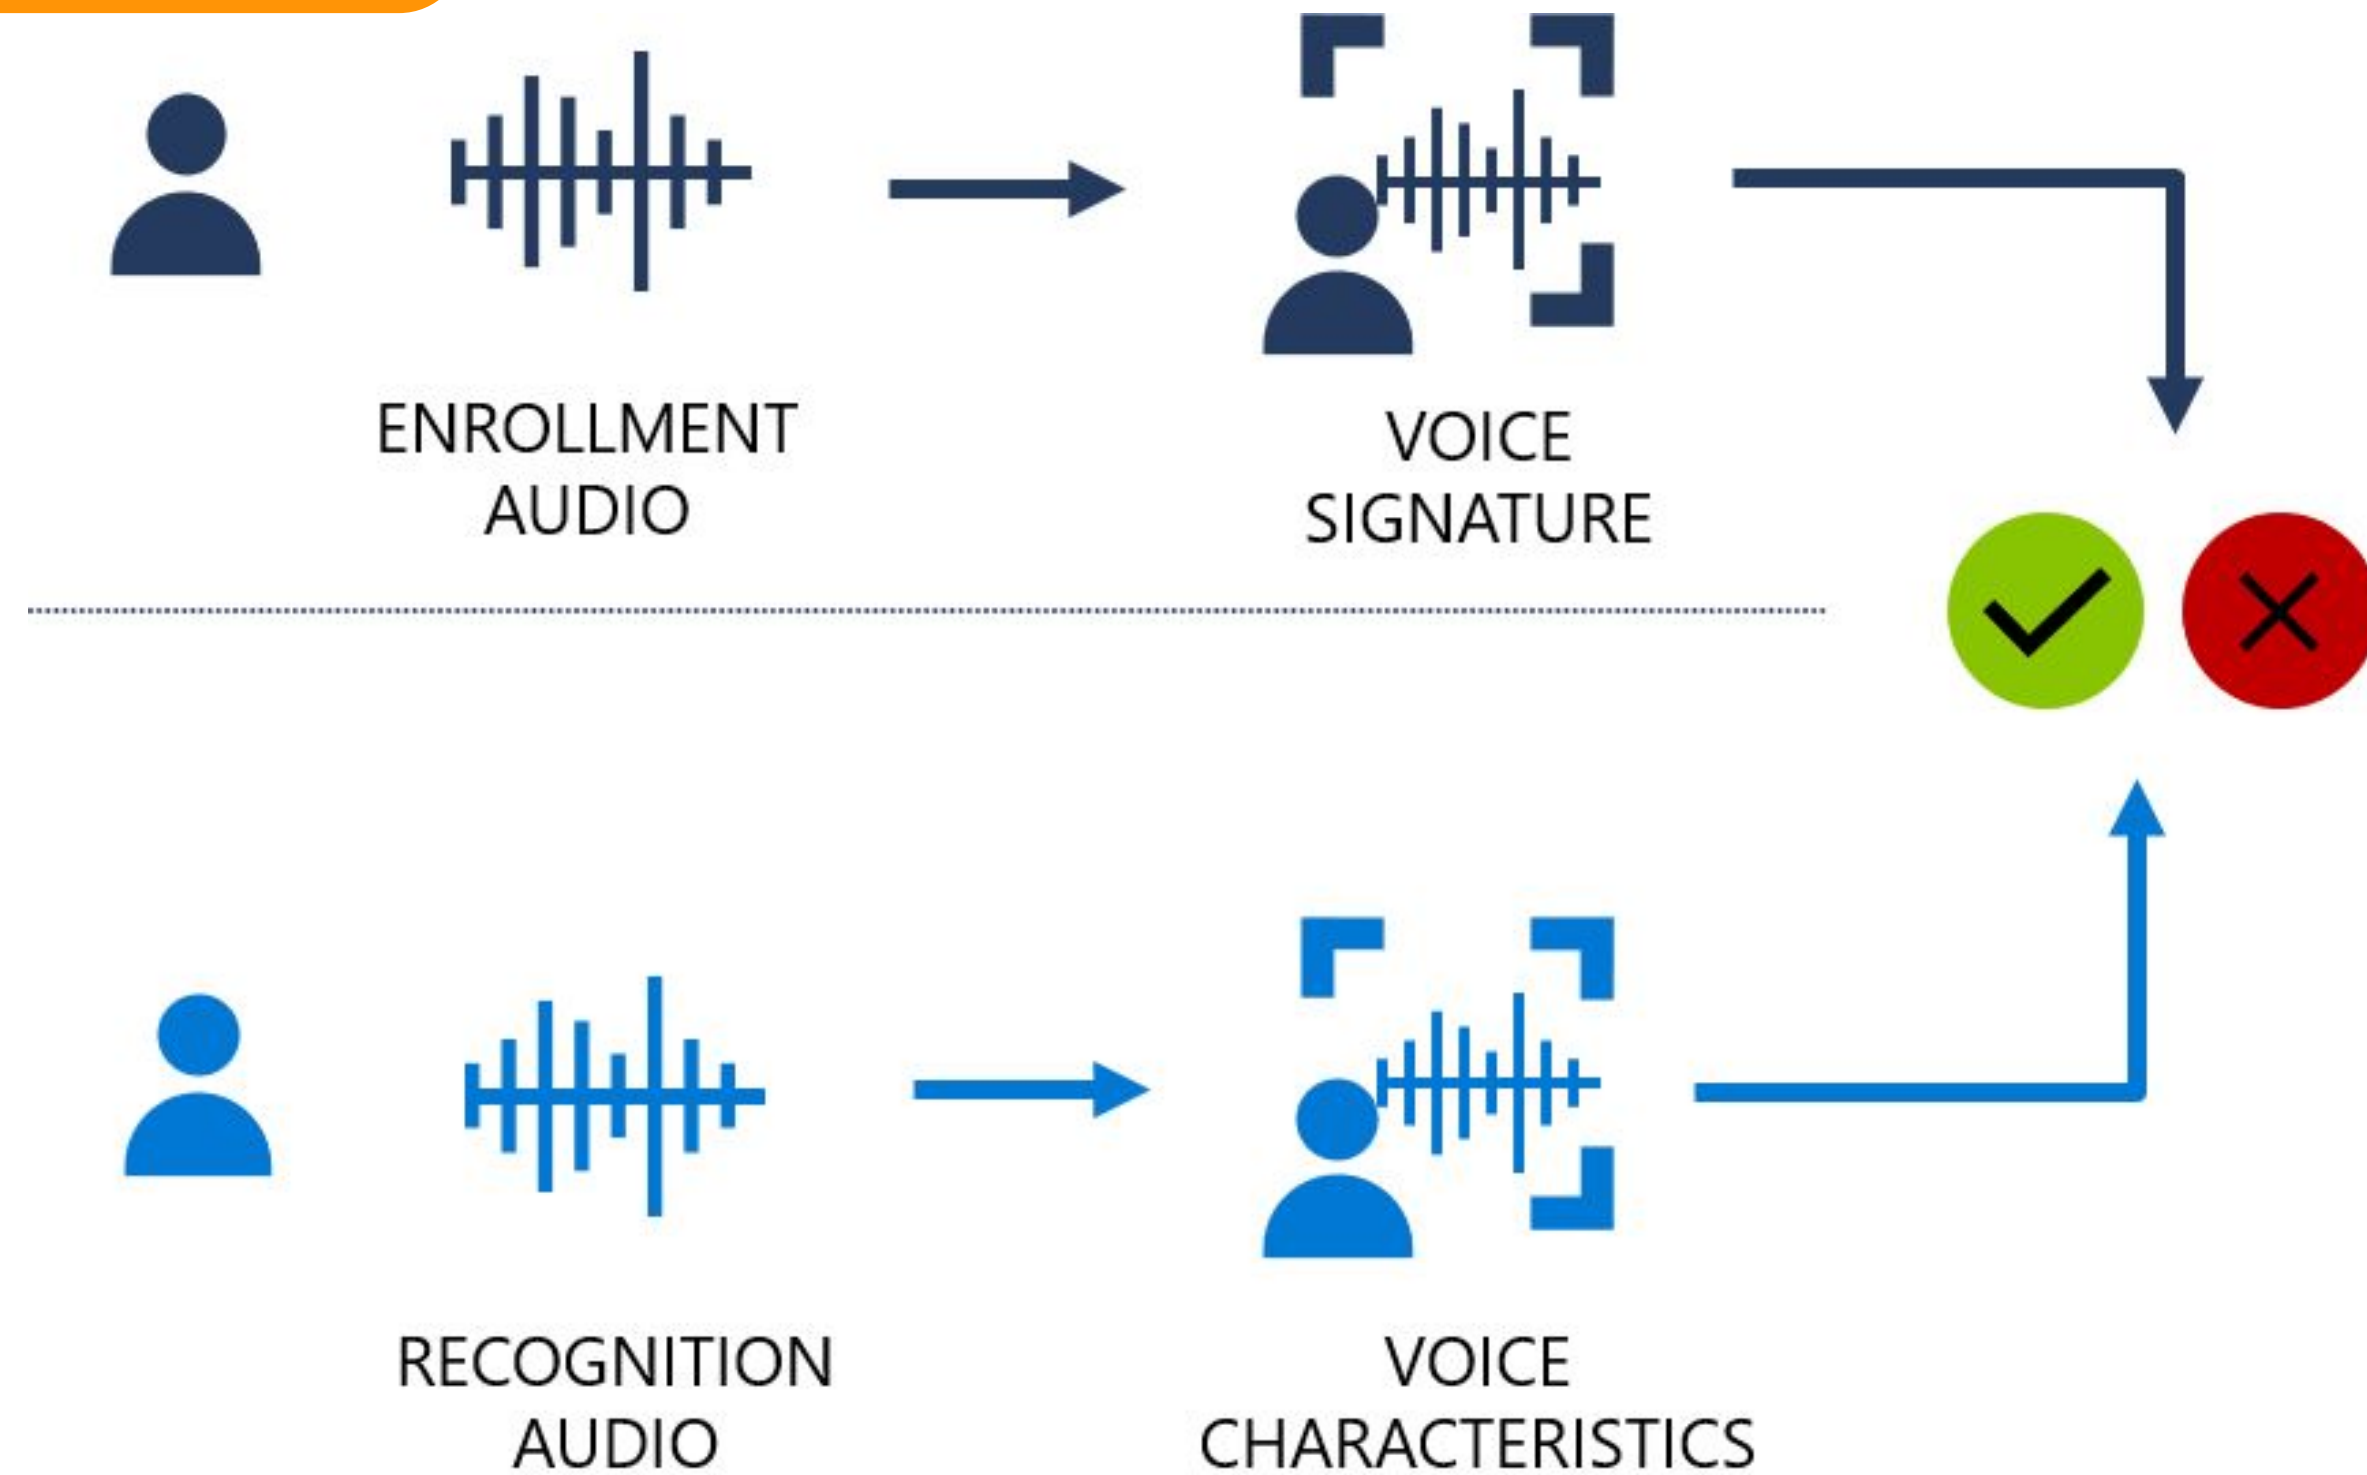 ENROLLMENT
AUDIO
VOICE
SIGNATURE
RECOGNITION
AUDIO
VOICE
CHARACTERISTICS